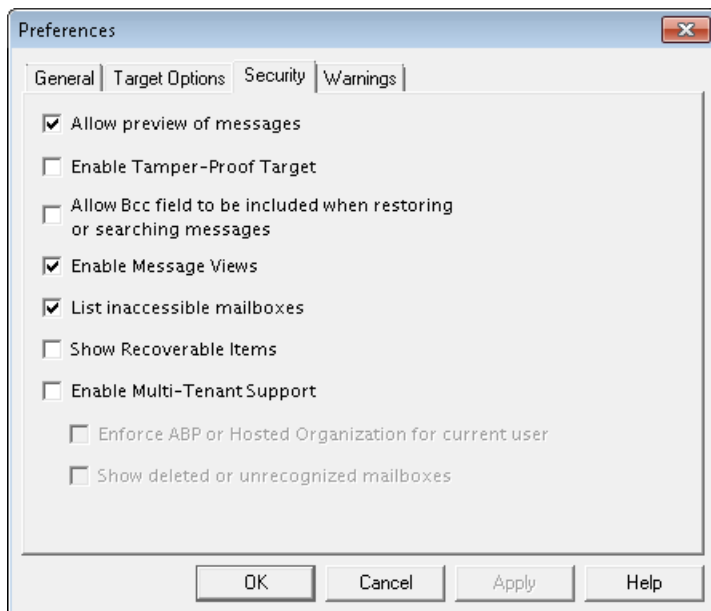 Preferences
General Target Options Security Warnings
Allow preview of messages
Enable Tamper-Proof Target
Allow Bcc field to be included when restoring
or searching messages
Enable Message Views
List inaccessible mailboxes
Show Recoverable Items
Enable Multi-Tenant Support
Enforce ABP or Hosted Organization for current user
Show deleted or unrecognized mailboxes
OK Cancel Apply Help